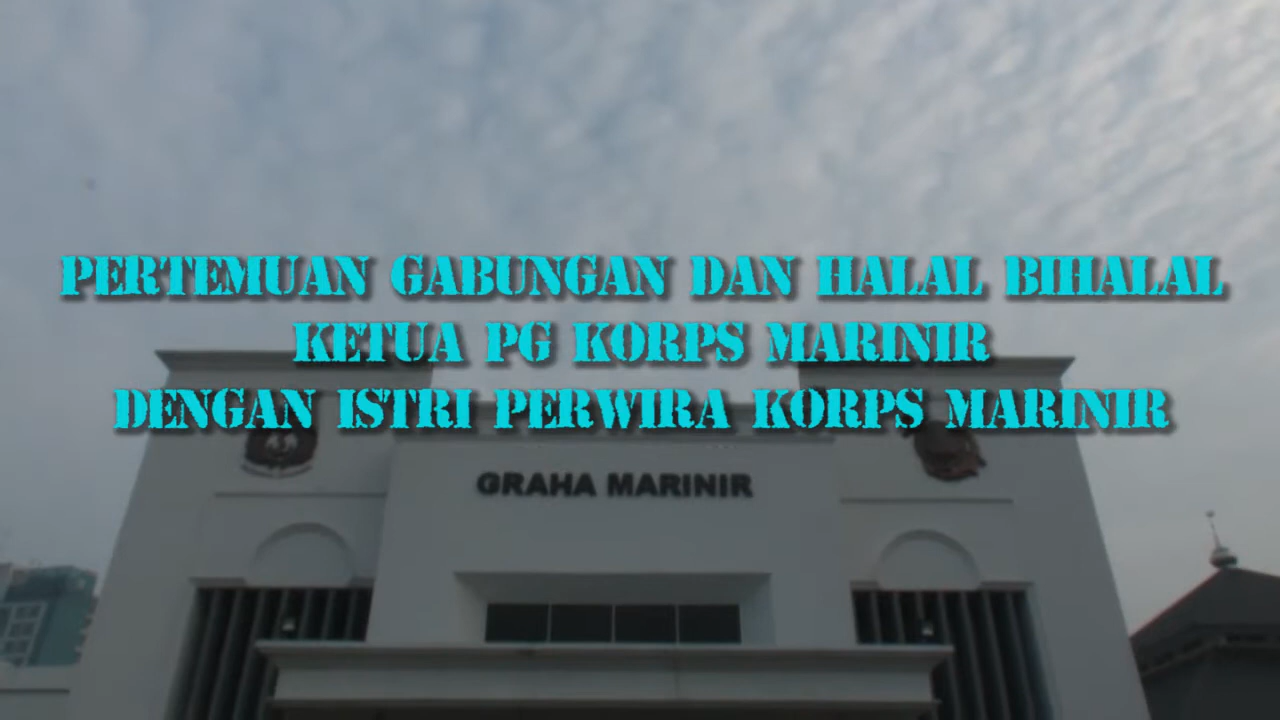 PERTEMUAN GABUNGAN DAN HALAL BIHALAL
KETUA PG KORPS MARINIR
DENGAN ISTRI PERWIRA KORPS MARINIR
GRAHA MARINIR